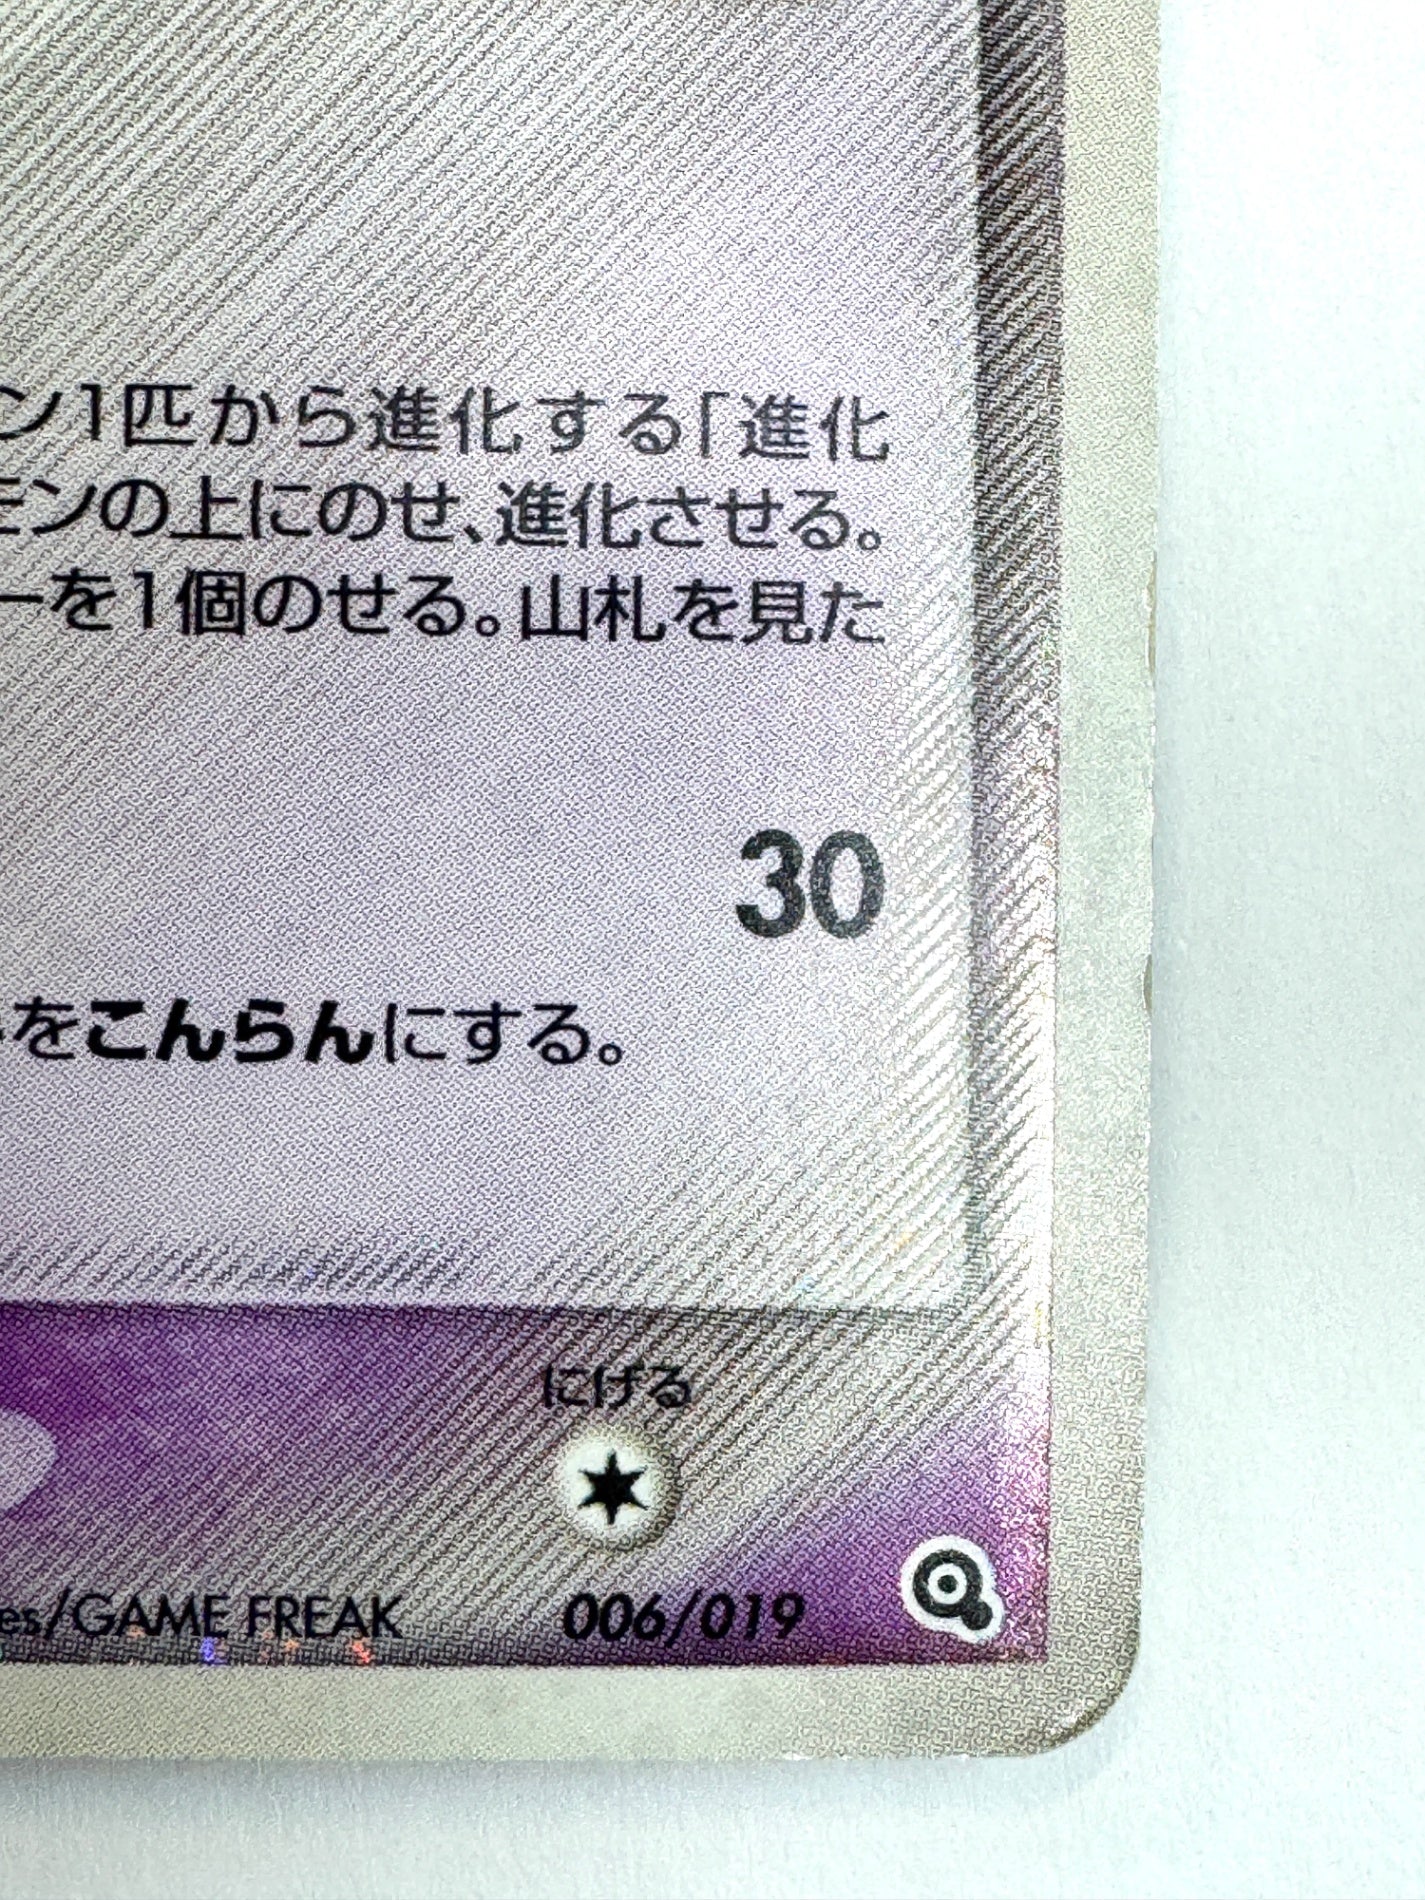 ン1匹から進化する「進化
モンの上にのせ、進化させる。
ーを1個のせる。山札を見た
30
をこんらんにする。
にげる
es/GAME FREAK
006/019